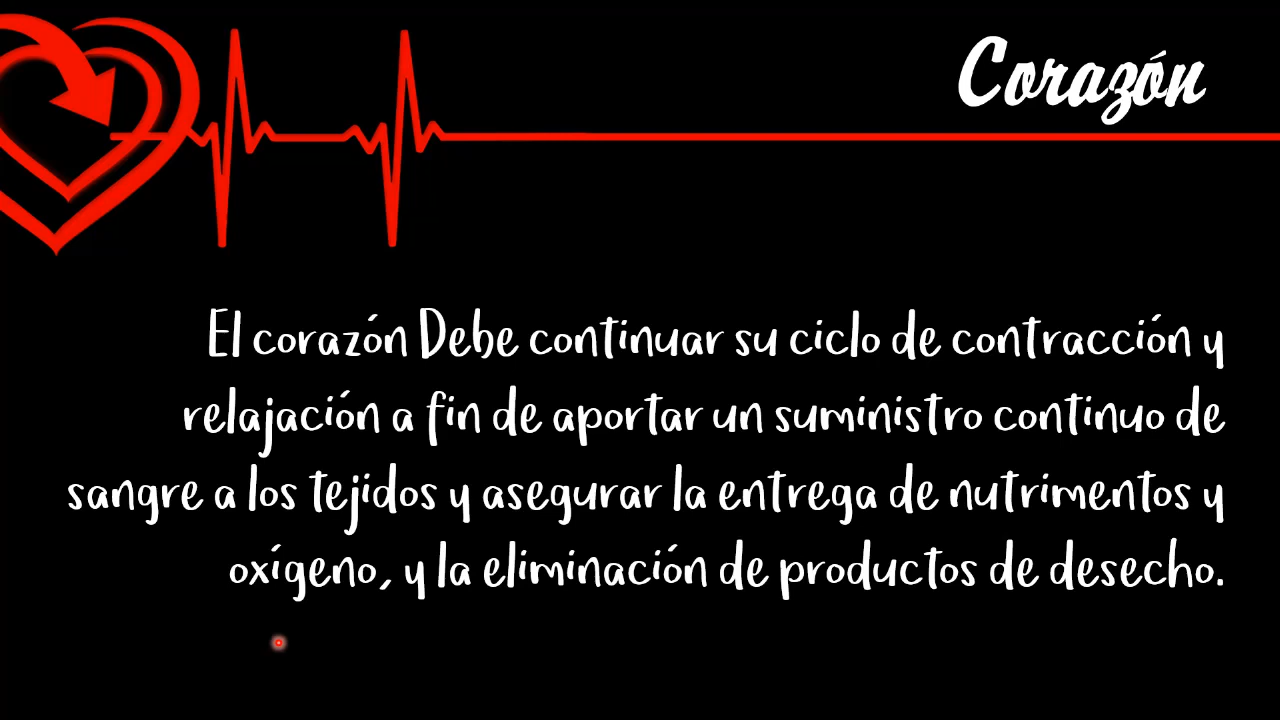 Corazón
El corazón Debe continuar su ciclo de contracción y
relajación a fin de aportar un suministro continuo de
sangre a los tejidos y asegurar la entrega de nutrimentos y
oxígeno, y la eliminación de productos de desecho.